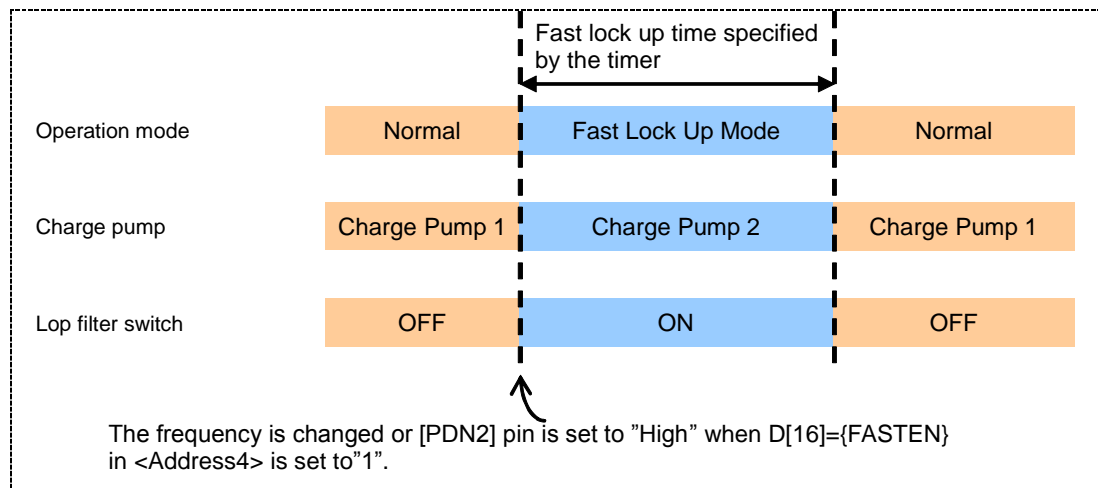 Fast lock up time specified
by the timer
Operation mode
Normal
Fast Lock Up Mode
Normal
Charge pump
Charge Pump 1
Charge Pump 2
Charge Pump 1
Lop filter switch
OFF
ON
OFF
The frequency is changed or [PDN2] pin is set to ”High” when D[16]={FASTEN}
in <Address4> is set to”1”.